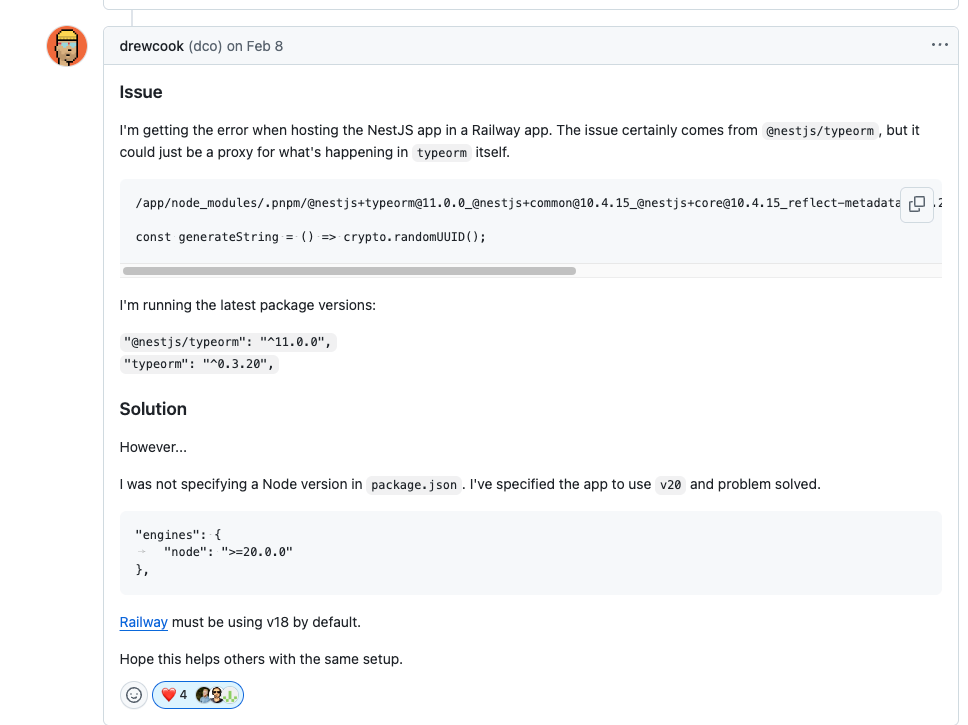 drewcook (dco) on Feb 8
Issue
I'm getting the error when hosting the NestJS app in a Railway app. The issue certainly comes from @nestjs/typeorm, but it
could just be a proxy for what's happening in typeorm itself.
/app/node_modules/.pnpm/@nestjs+typeorm@11.0.0_@nestjs+common@10.4.15_@nestjs+core@10.4.15_reflect-metadata
const generateString = () => crypto.randomUUID();
I'm running the latest package versions:
"@nestjs/typeorm": "^11.0.0",
"typeorm": "^0.3.20",
Solution
However...
I was not specifying a Node version in package.json. I've specified the app to use v20 and problem solved.
"engines": {
"node": ">=20.0.0"
},
Railway must be using v18 by default.
Hope this helps others with the same setup.
4